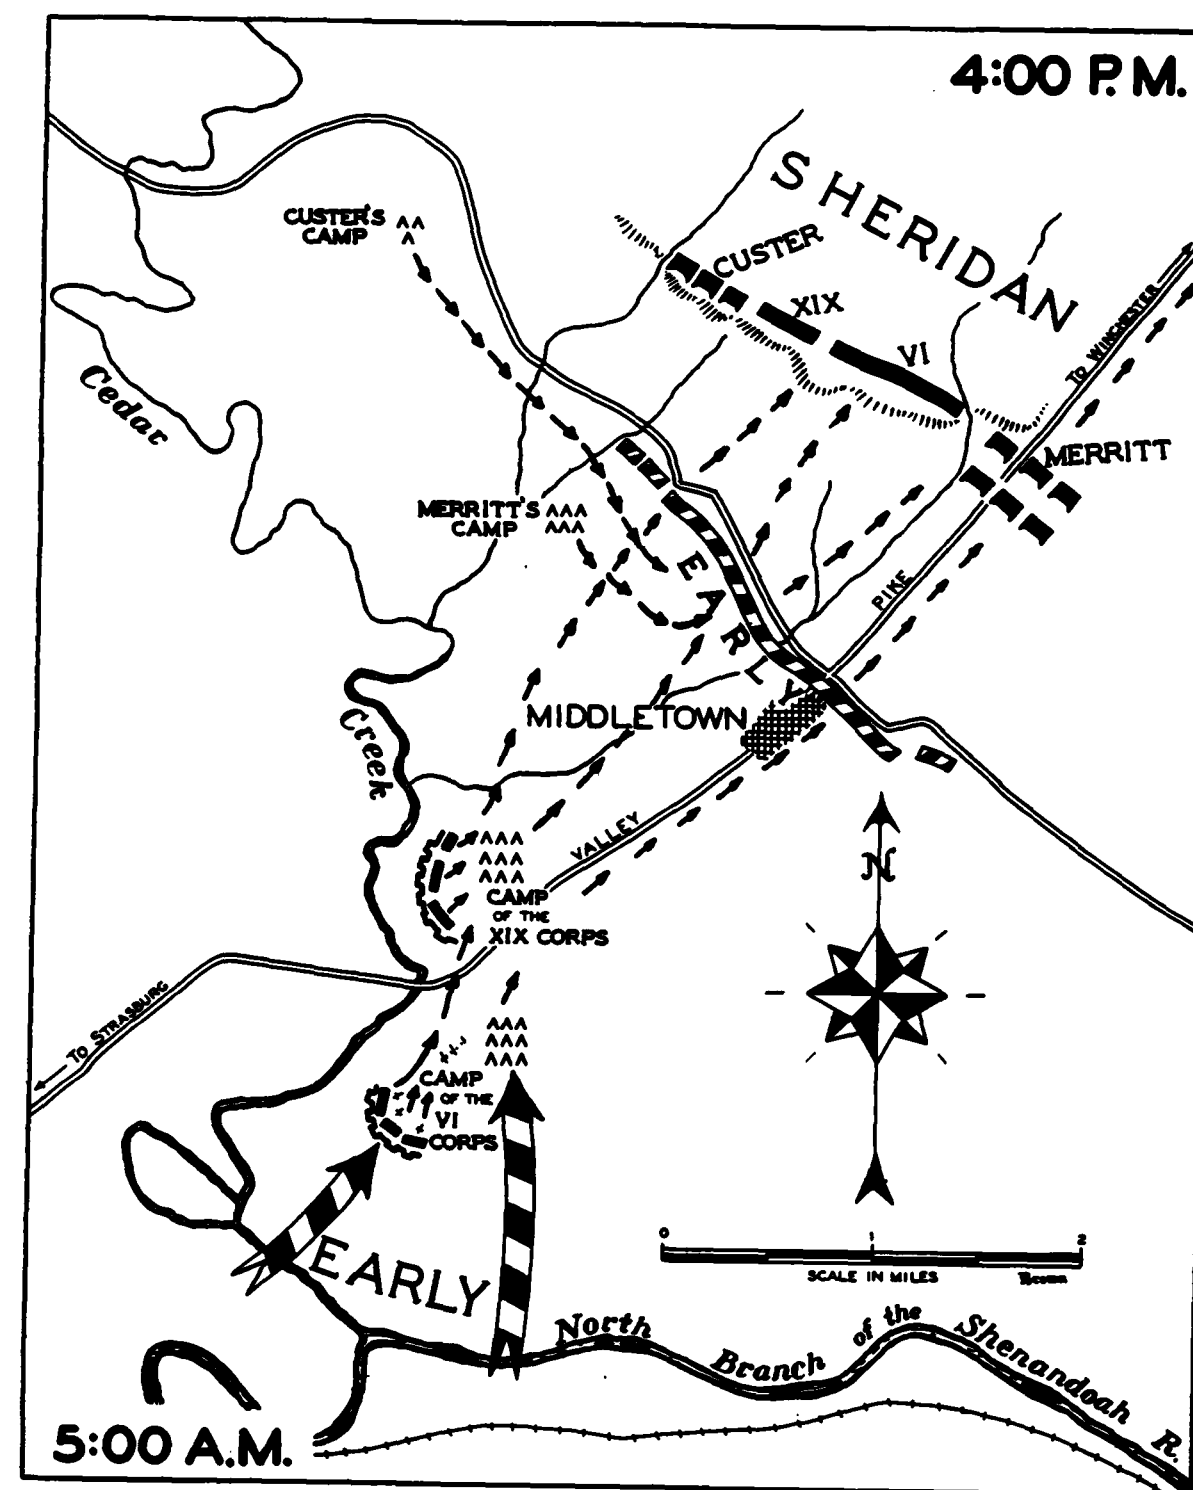 4:00 P.M.
SHERIDAN
CUSTER'S
CAMP
CUSTER
XIX
VI
TO WINCHESTER
MERRITT
Cedar
MERRITT'S
CAMP
EARLY
PIKE
MIDDLETOWN
Creek
VALLEY
N
CAMP
OF THE
XIX CORPS
TO STRASBURG
CAMP
OF THE
VI
CORPS
EARLY
0 1 2
SCALE IN MILES
North
Branch
of the
Shenandoah
R.
5:00 A.M.